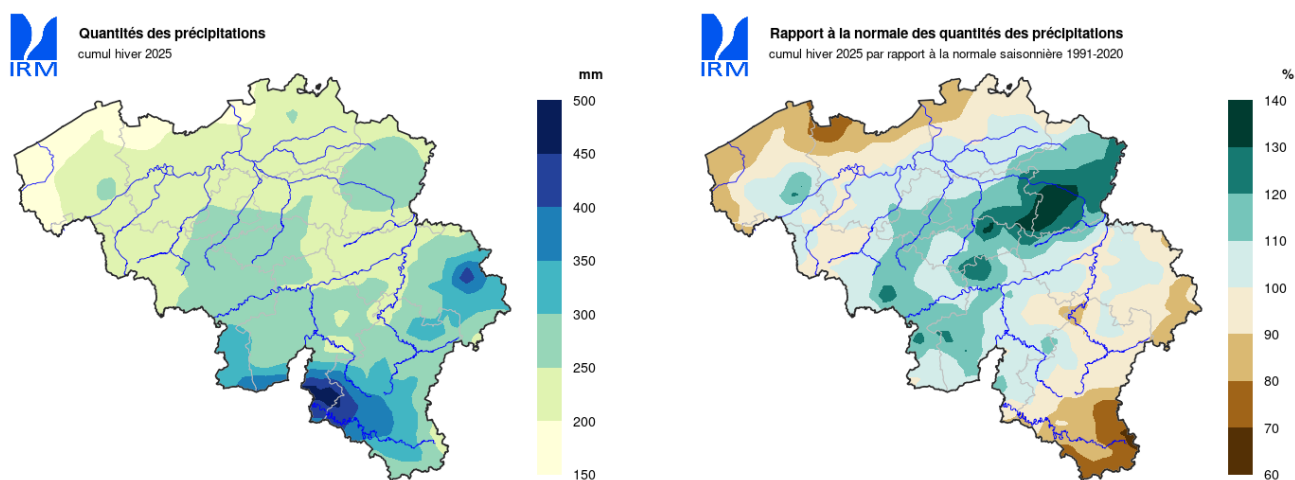 IRM
Quantités des précipitations
cumul hiver 2025
mm
500
450
400
350
300
250
200
150
IRM
Rapport à la normale des quantités des précipitations
cumul hiver 2025 par rapport à la normale saisonnière 1991-2020
%
140
130
120
110
100
90
80
70
60